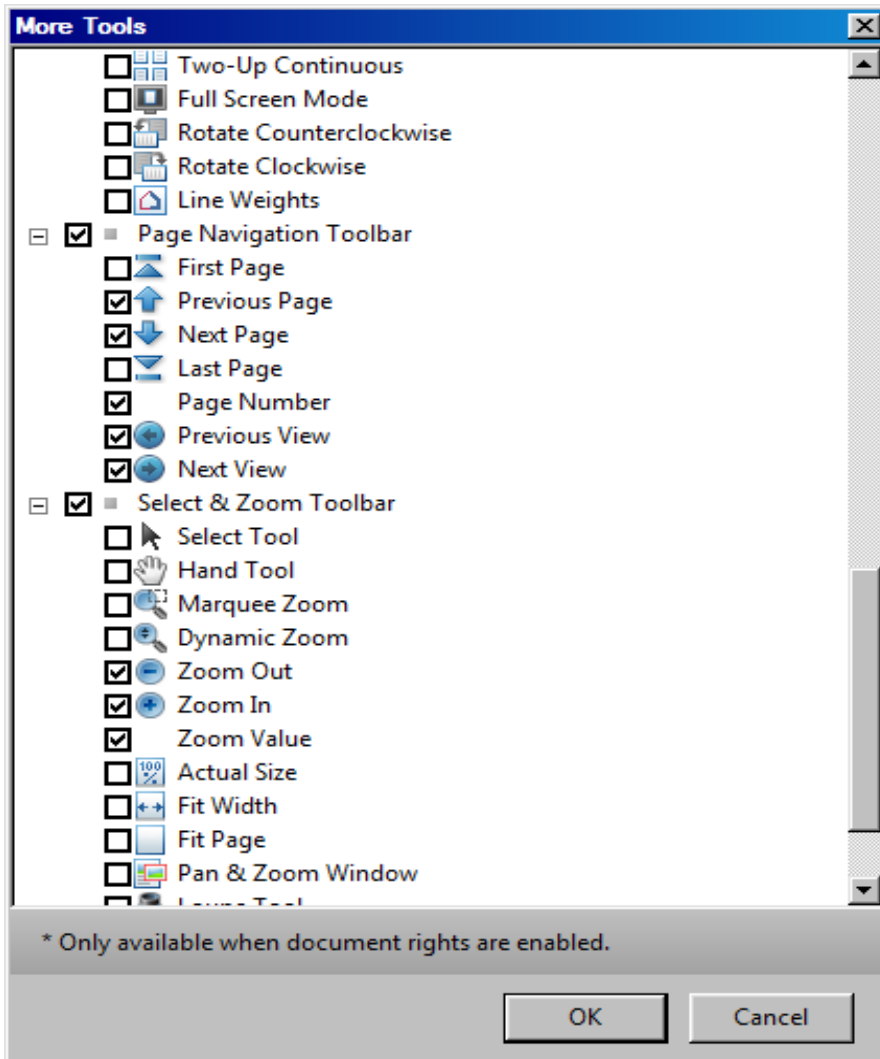 More Tools
Two-Up Continuous
Full Screen Mode
Rotate Counterclockwise
Rotate Clockwise
Line Weights
Page Navigation Toolbar
First Page
Previous Page
Next Page
Last Page
Page Number
Previous View
Next View
Select & Zoom Toolbar
Select Tool
Hand Tool
Marquee Zoom
Dynamic Zoom
Zoom Out
Zoom In
Zoom Value
100% Actual Size
Fit Width
Fit Page
Pan & Zoom Window
Loupe Tool
* Only available when document rights are enabled.
OK Cancel